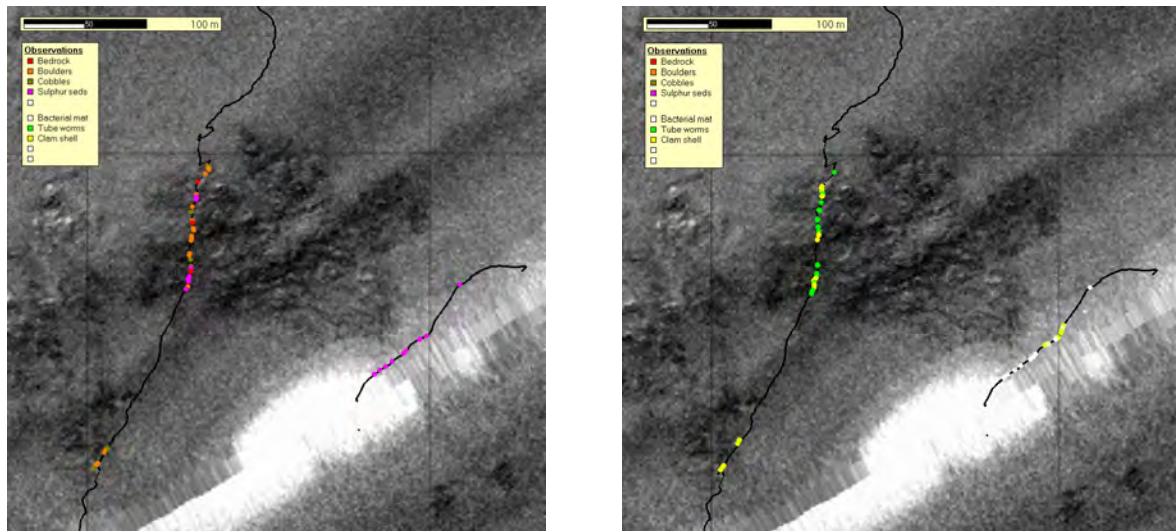 50 100 m
Observations
Bedrock
Boulders
Cobbles
Sulphur seds
Bacterial mat
Tube worms
Clam shell
50 100 m
Observations
Bedrock
Boulders
Cobbles
Sulphur seds
Bacterial mat
Tube worms
Clam shell